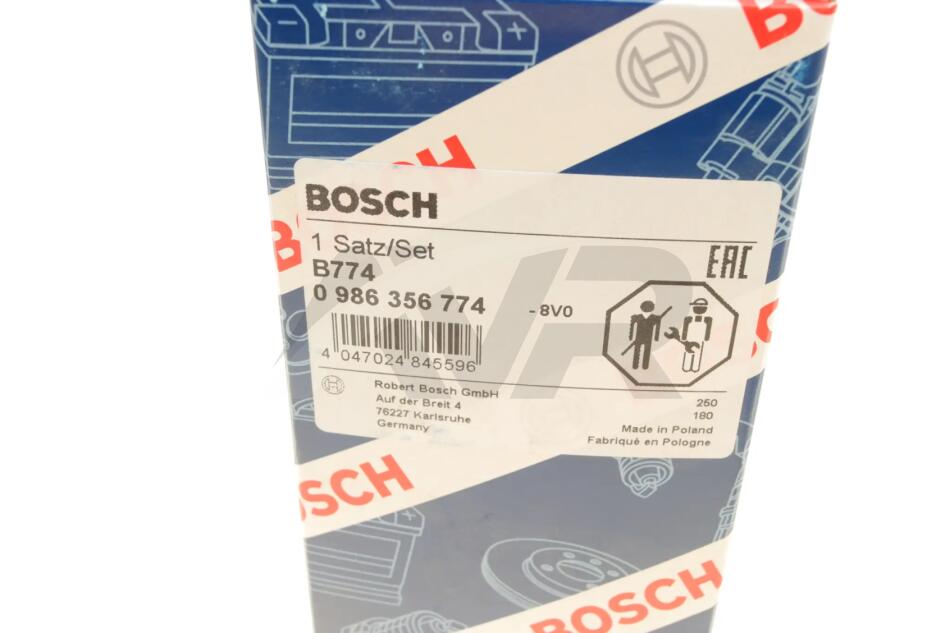 BOSCH
BOSCH
BOSCH
1 Satz/Set
B774
0 986 356 774
- 8V0
EAC
4 047024 845596
Robert Bosch GmbH
Auf der Breit 4
76227 Karlsruhe
Germany
250
180
Made in Poland
Fabriqué en Pologne
OSCH
BOSCH